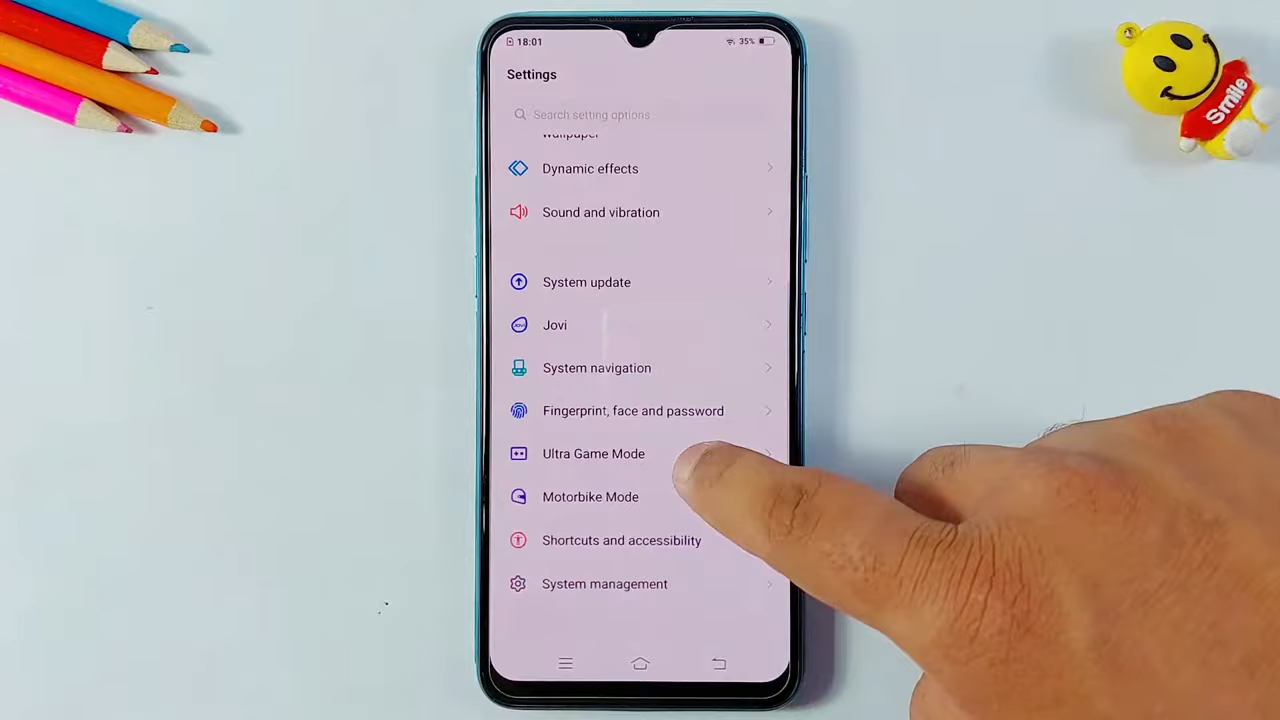 18:01 35%
Settings
Search setting options
wallpaper
Dynamic effects
Sound and vibration
System update
Jovi
System navigation
Fingerprint, face and password
Ultra Game Mode
Motorbike Mode
Shortcuts and accessibility
System management
Smile